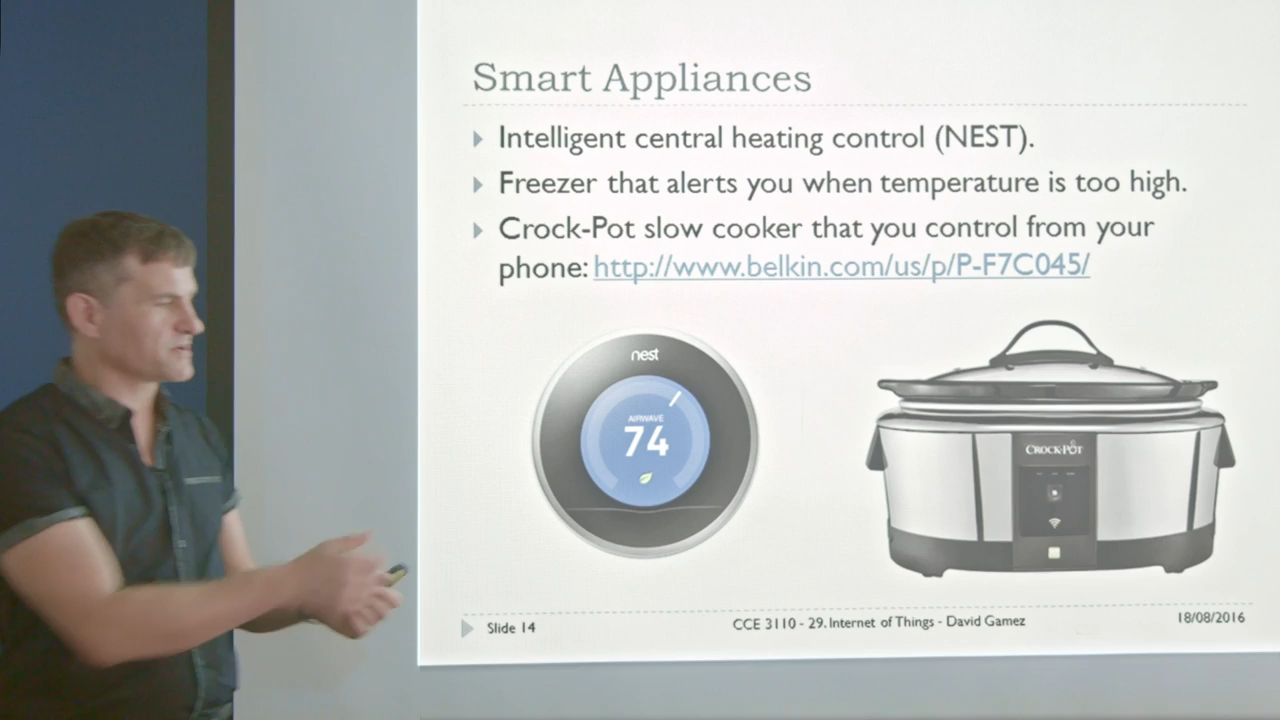 Smart Appliances
Intelligent central heating control (NEST).
Freezer that alerts you when temperature is too high.
Crock-Pot slow cooker that you control from your
phone: http://www.belkin.com/us/p/P-F7C045/
nest
AIRWAVE
74
CROCK-POT
Slide 14
CCE 3110 - 29. Internet of Things - David Gamez
18/08/2016